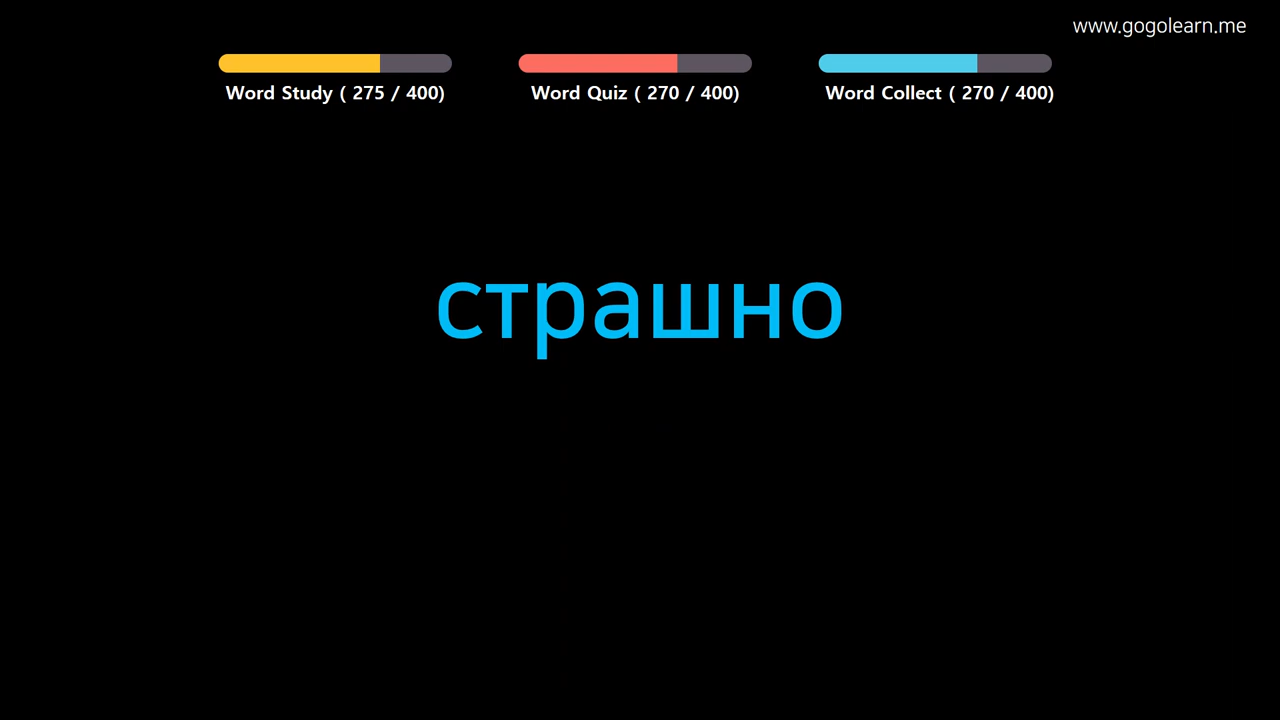 www.gogolearn.me
Word Study ( 275 / 400)
Word Quiz ( 270 / 400)
Word Collect ( 270 / 400)
страшно